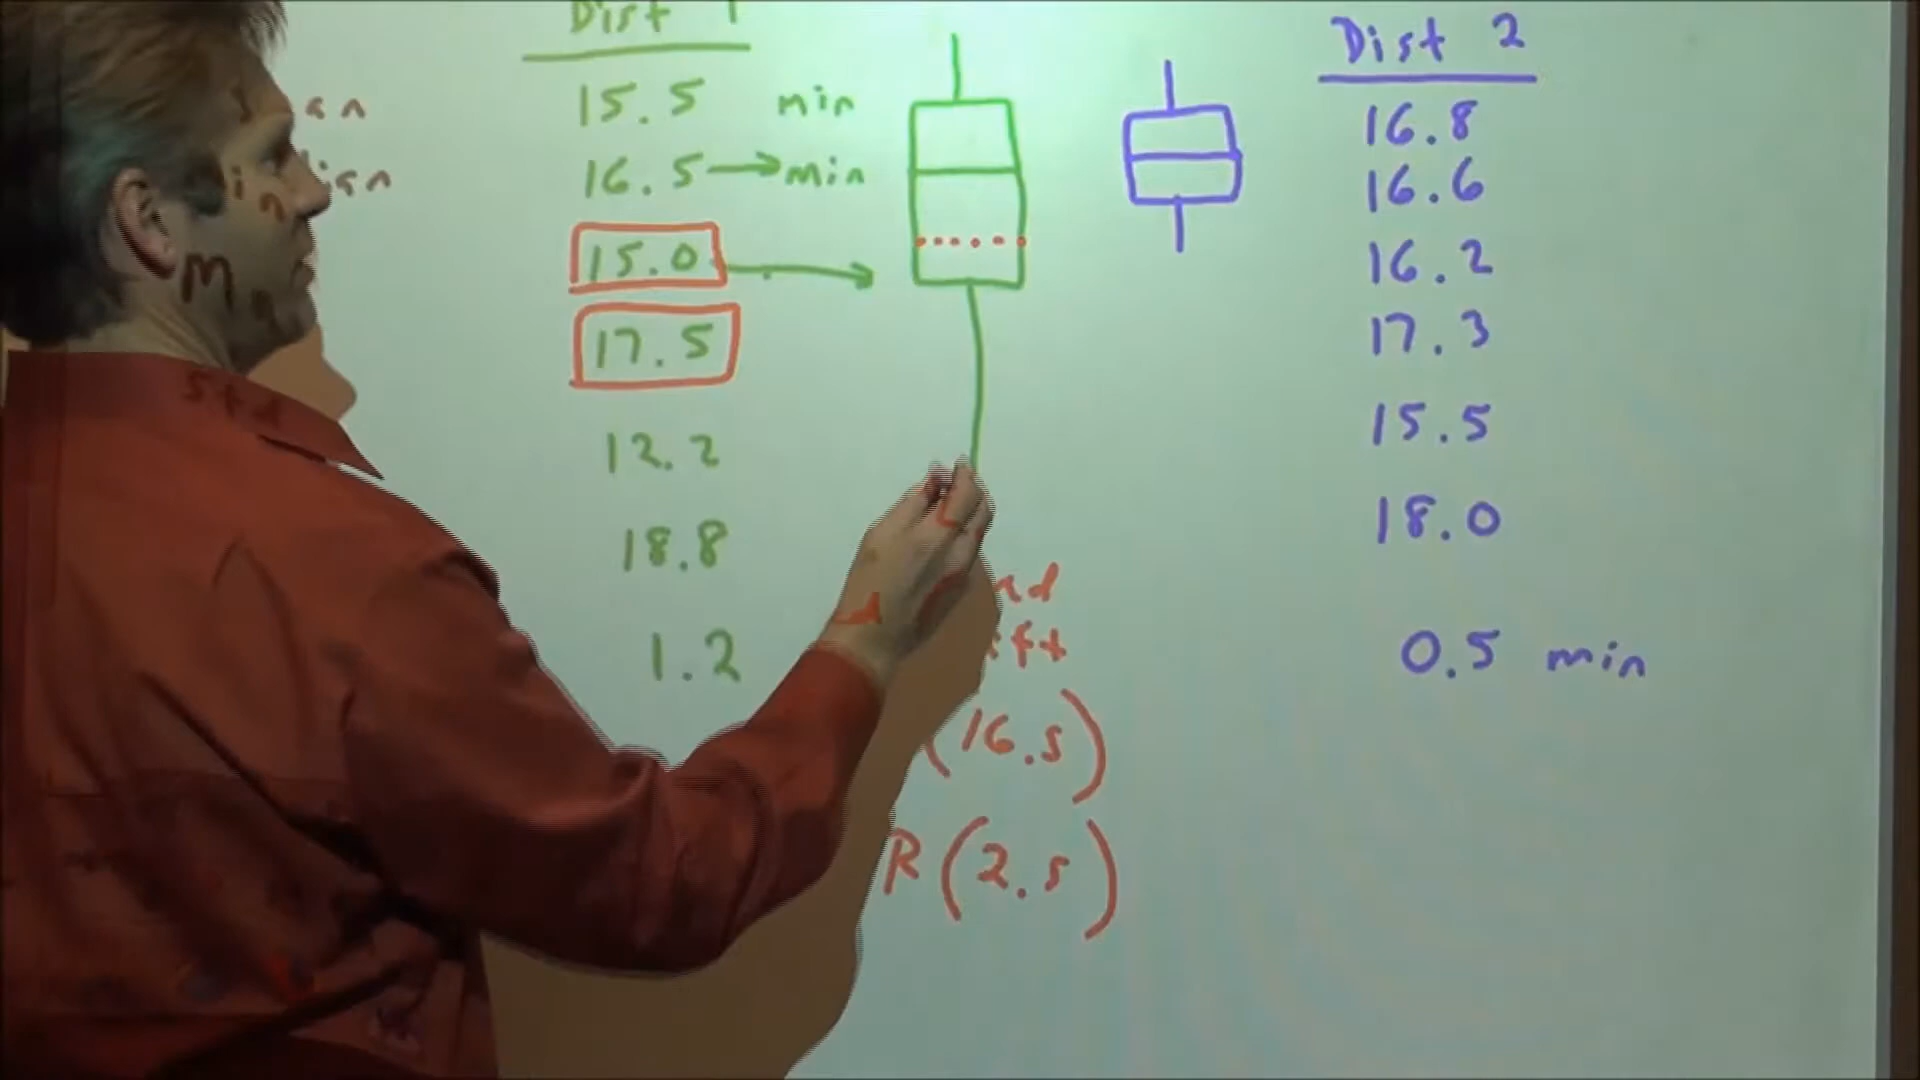 Dist 1
15.5 min
16.5 → min
15.0
17.5
12.2
18.8
1.2
(16.5)
R(2.5)
Dist 2
16.8
16.6
16.2
17.3
15.5
18.0
0.5 min